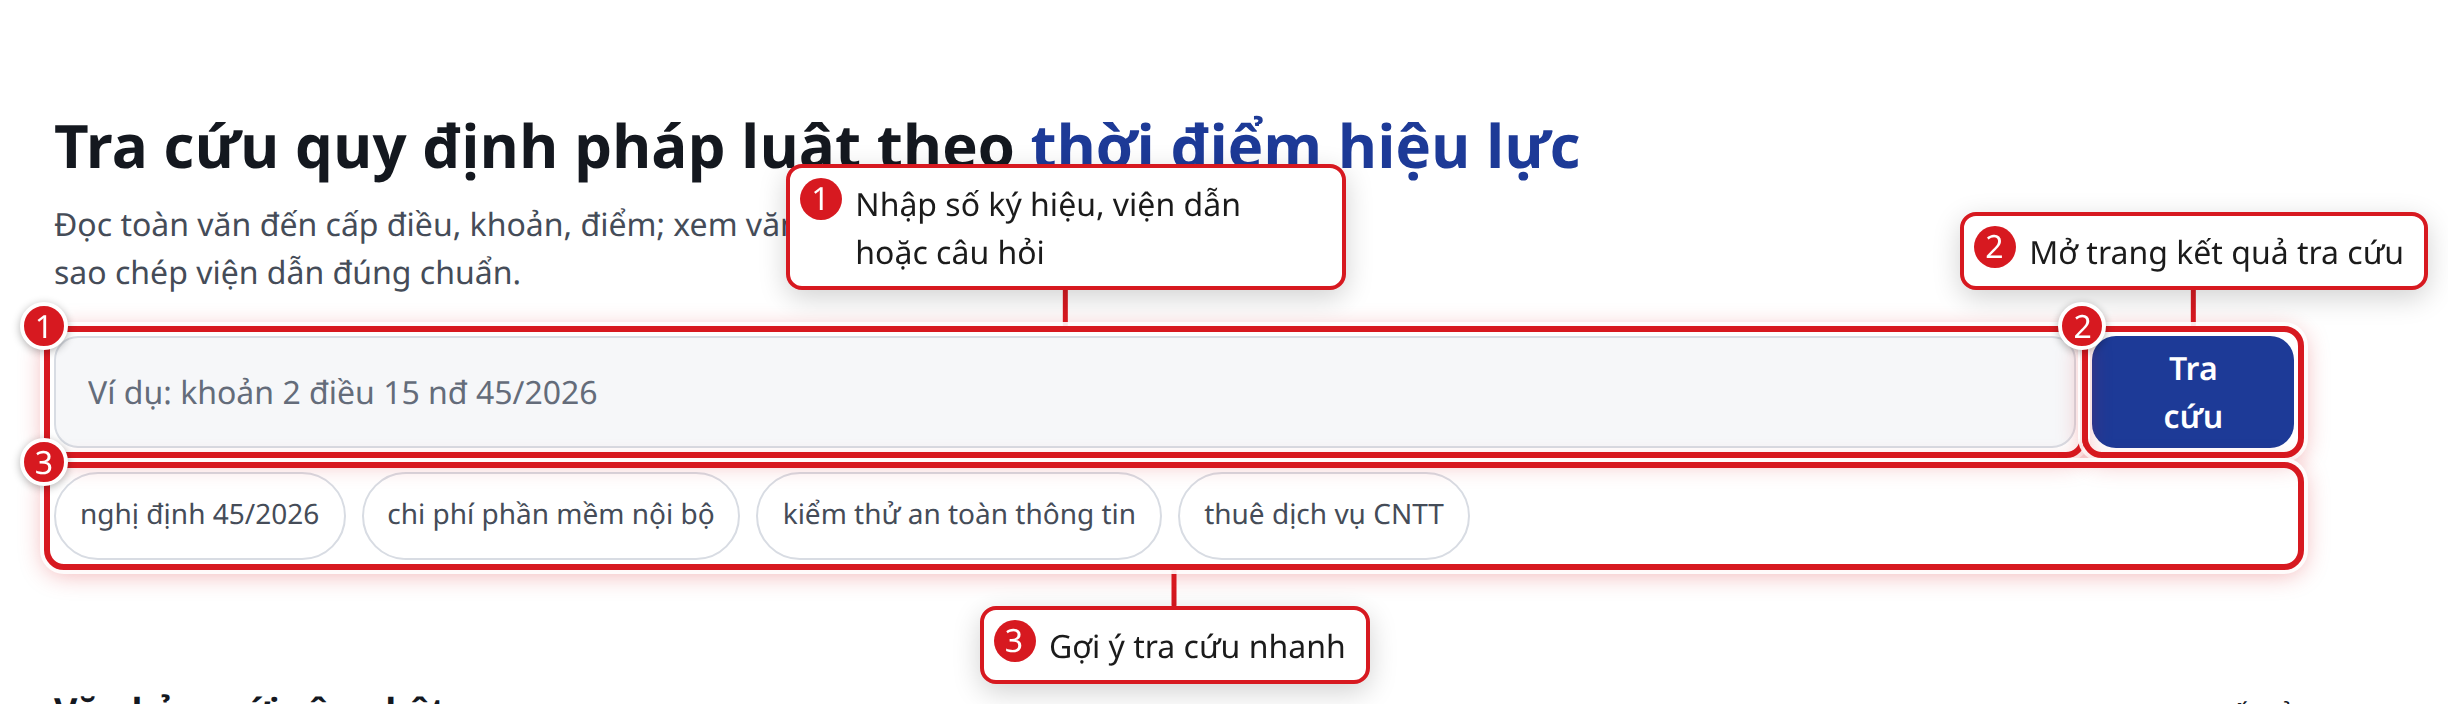 Tra cứu quy định pháp luật theo thời điểm hiệu lực
Đọc toàn văn đến cấp điều, khoản, điểm; xem
sao chép viện dẫn đúng chuẩn.
1 Nhập số ký hiệu, viện dẫn
hoặc câu hỏi
2 Mở trang kết quả tra cứu
1
2
Ví dụ: khoản 2 điều 15 nđ 45/2026
Tra
cứu
3
nghị định 45/2026
chi phí phần mềm nội bộ
kiểm thử an toàn thông tin
thuê dịch vụ CNTT
3 Gợi ý tra cứu nhanh